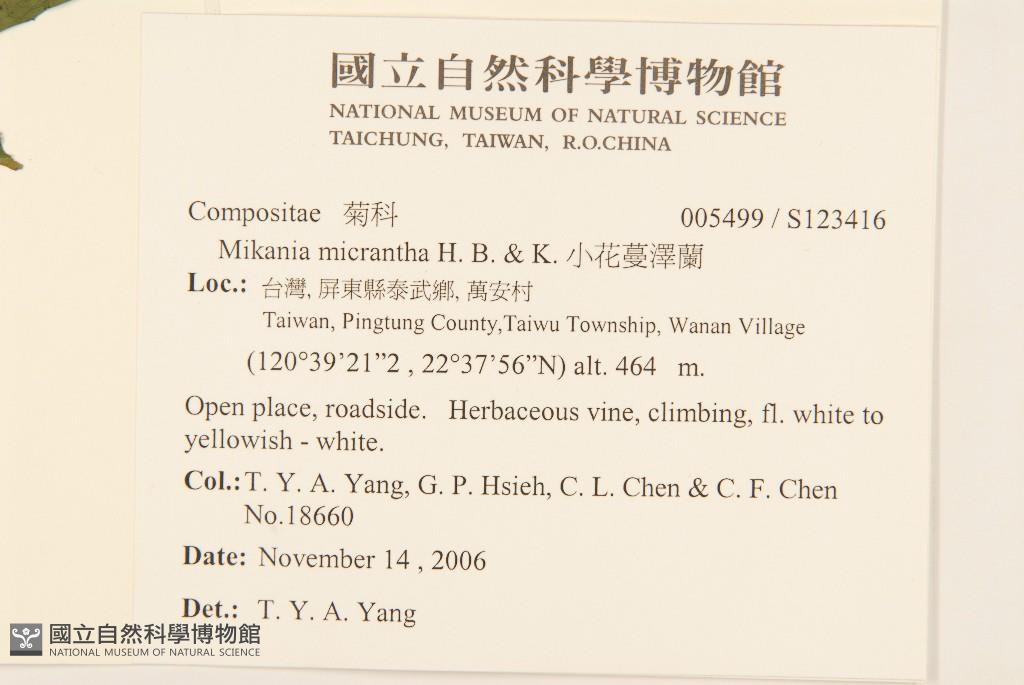 國立自然科學博物館
NATIONAL MUSEUM OF NATURAL SCIENCE
TAICHUNG, TAIWAN, R.O.CHINA
Compositae 菊科 005499 / S123416
Mikania micrantha H. B. & K. 小花蔓澤蘭
Loc.: 台灣, 屏東縣泰武鄉, 萬安村
Taiwan, Pingtung County,Taiwu Township, Wanan Village
(120°39’21”2 , 22°37’56”N) alt. 464 m.
Open place, roadside. Herbaceous vine, climbing, fl. white to
yellowish - white.
Col.: T. Y. A. Yang, G. P. Hsieh, C. L. Chen & C. F. Chen
No.18660
Date: November 14 , 2006
Det.: T. Y. A. Yang
國立自然科學博物館
NATIONAL MUSEUM OF NATURAL SCIENCE